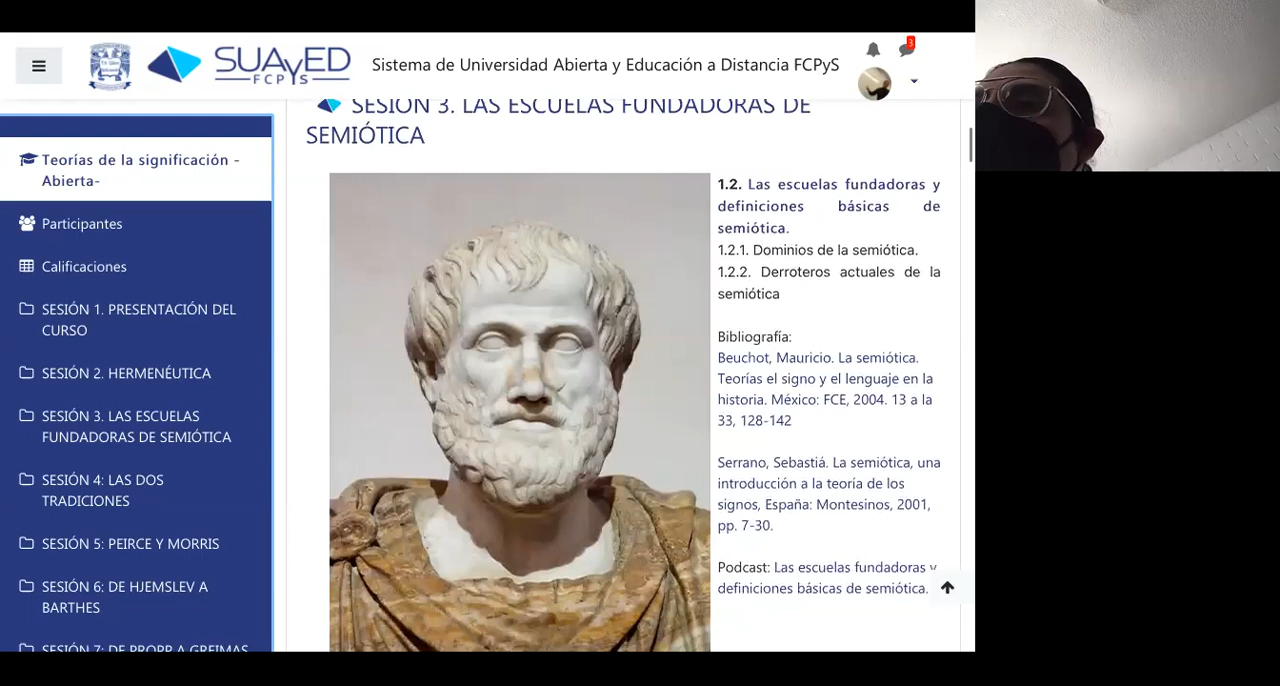 SUAyED
FCPyS
Sistema de Universidad Abierta y Educación a Distancia FCPyS
3
Teorías de la significación -
Abierta-
Participantes
Calificaciones
SESIÓN 1. PRESENTACIÓN DEL
CURSO
SESIÓN 2. HERMENÉUTICA
SESIÓN 3. LAS ESCUELAS
FUNDADORAS DE SEMIÓTICA
SESIÓN 4: LAS DOS
TRADICIONES
SESIÓN 5: PEIRCE Y MORRIS
SESIÓN 6: DE HJEMSLEV A
BARTHES
SESIÓN 7: DE PROPP A GREIMAS
SESIÓN 3. LAS ESCUELAS FUNDADORAS DE
SEMIÓTICA
1.2. Las escuelas fundadoras y
definiciones básicas de
semiótica.
1.2.1. Dominios de la semiótica.
1.2.2. Derroteros actuales de la
semiótica
Bibliografía:
Beuchot, Mauricio. La semiótica.
Teorías el signo y el lenguaje en la
historia. México: FCE, 2004. 13 a la
33, 128-142
Serrano, Sebastiá. La semiótica, una
introducción a la teoría de los
signos, España: Montesinos, 2001,
pp. 7-30.
Podcast: Las escuelas fundadoras y
definiciones básicas de semiótica.